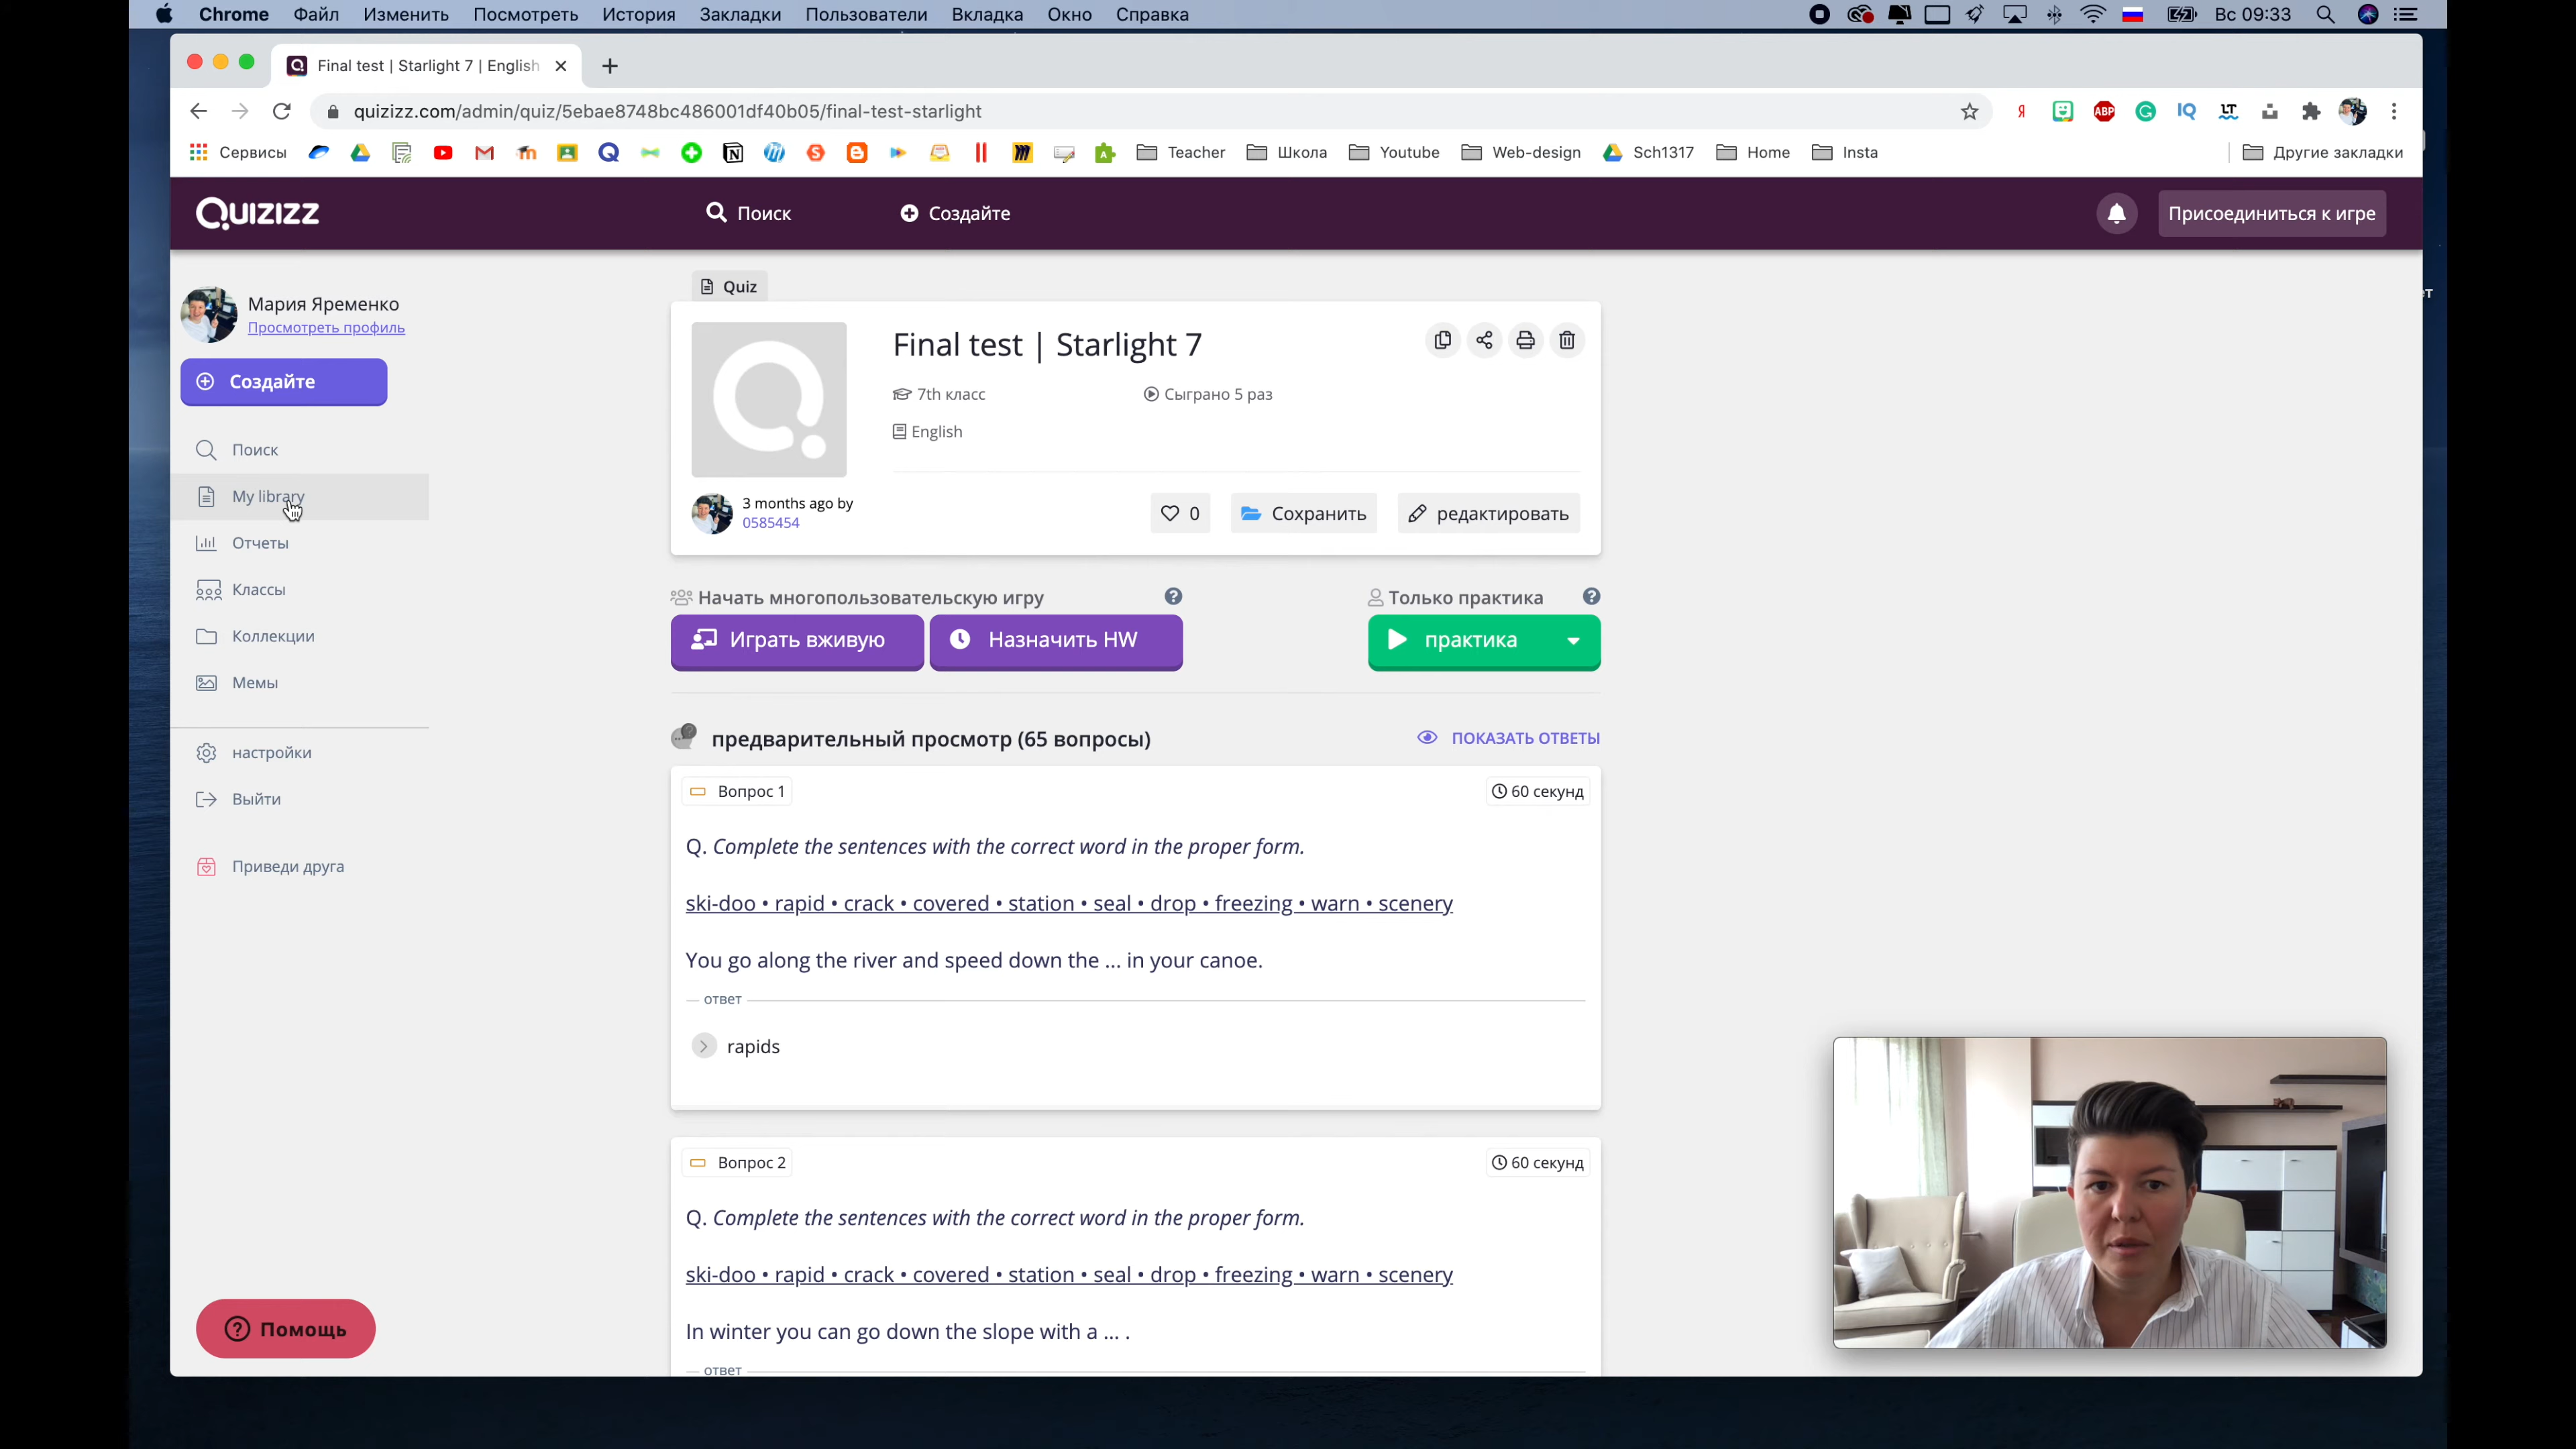 Chrome Файл Изменить Посмотреть История Закладки Пользователи Вкладка Окно Справка Вс 09:33
Final test | Starlight 7 | English
quizizz.com/admin/quiz/5ebae8748bc486001df40b05/final-test-starlight
Сервисы Teacher Школа Youtube Web-design Sch1317 Home Insta Другие закладки
QUIZIZZ Поиск Создайте Присоединиться к игре
Quiz
Мария Яременко
Просмотреть профиль
Создайте
Поиск
My library
Отчеты
Классы
Коллекции
Мемы
настройки
Выйти
Приведи друга
Помощь
Final test | Starlight 7
7th класс Сыграно 5 раз
English
3 months ago by
0585454
0 Сохранить редактировать
Начать многопользовательскую игру Только практика
Играть вживую Назначить HW практика
предварительный просмотр (65 вопросы) ПОКАЗАТЬ ОТВЕТЫ
Вопрос 1 60 секунд
Q. Complete the sentences with the correct word in the proper form.
ski-doo • rapid • crack • covered • station • seal • drop • freezing • warn • scenery
You go along the river and speed down the ... in your canoe.
ответ
rapids
Вопрос 2 60 секунд
Q. Complete the sentences with the correct word in the proper form.
ski-doo • rapid • crack • covered • station • seal • drop • freezing • warn • scenery
In winter you can go down the slope with a ... .
ответ